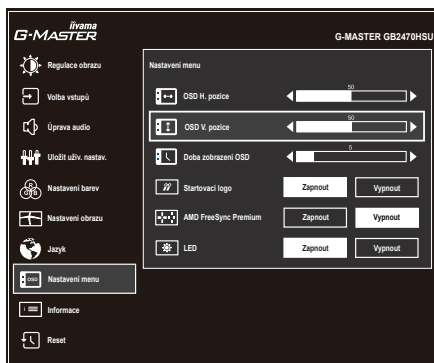 iiyama
G-MASTER
G-MASTER GB2470HSU
Regulace obrazu
Volba vstupů
Úprava audio
Uložit uživ. nastav.
Nastavení barev
Nastavení obrazu
Jazyk
OSD Nastavení menu
Informace
Reset
Nastavení menu
OSD H. pozice 50
OSD V. pozice 50
Doba zobrazení OSD 5
Startovací logo Zapnout Vypnout
AMD FreeSync Premium Zapnout Vypnout
LED Zapnout Vypnout